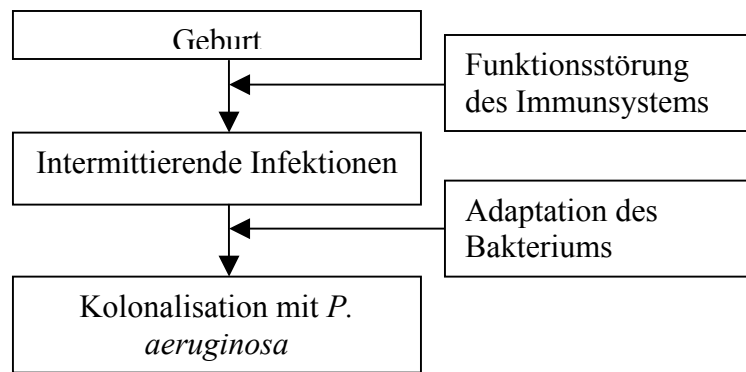 Geburt
Funktionsstörung
des Immunsystems
Intermittierende Infektionen
Adaptation des
Bakteriums
Kolonalisation mit P.
aeruginosa